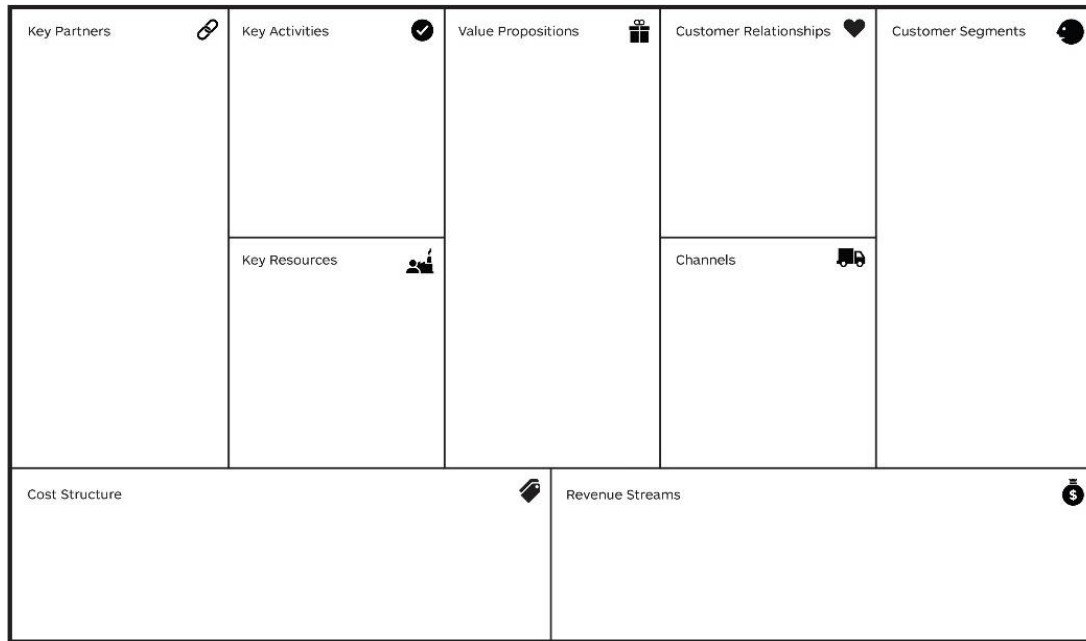 Key Partners
Key Activities
Value Propositions
Customer Relationships
Customer Segments
Key Resources
Channels
Cost Structure
Revenue Streams
$